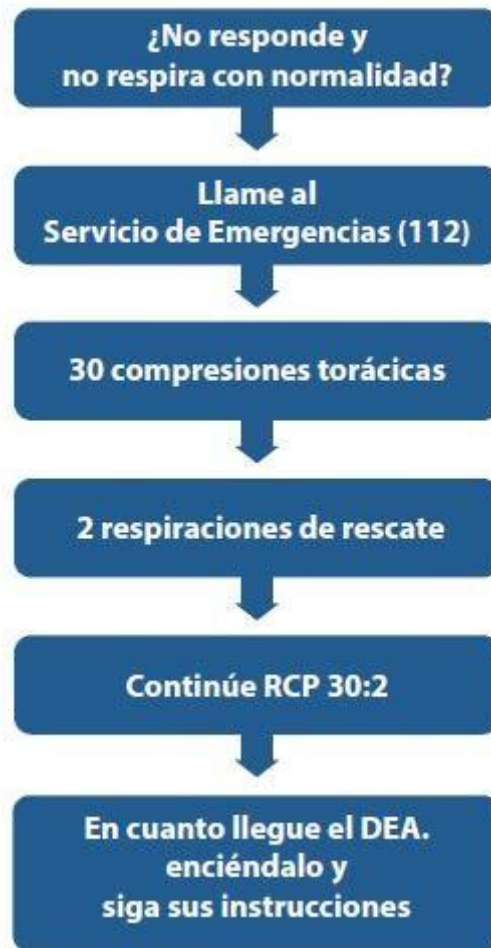 ¿No responde y
no respira con normalidad?
Llame al
Servicio de Emergencias (112)
30 compresiones torácicas
2 respiraciones de rescate
Continúe RCP 30:2
En cuanto llegue el DEA.
enciéndalo y
siga sus instrucciones